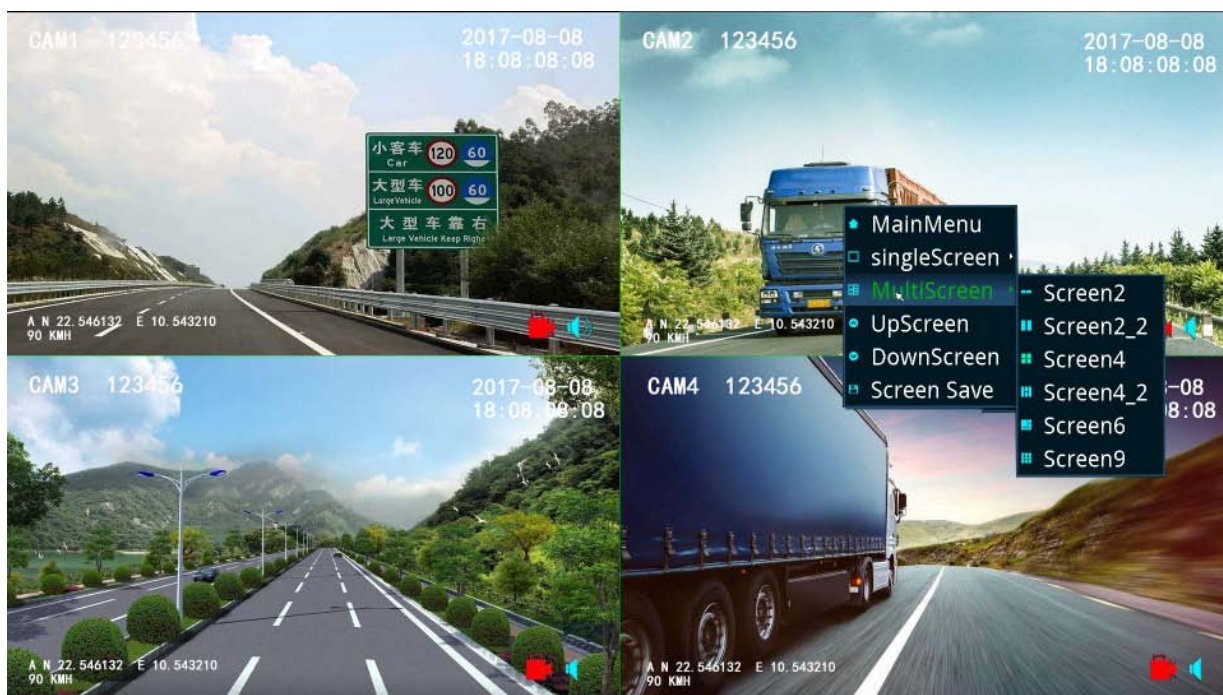 CAM1 123456
2017-08-08
18:08:08:08
小客车 120 60
Car
大型车 100 60
Large Vehicle
大型车靠右
Large Vehicle Keep Righe
A N 22.546132 E 10.543210
90 KMH
CAM2 123456
2017-08-08
18:08:08:08
MainMenu
singleScreen
MultiScreen
UpScreen
DownScreen
Screen Save
Screen2
Screen2_2
Screen4
Screen4_2
Screen6
Screen9
A N 22.546132 E 10.543210
90 KMH
CAM3 123456
2017-08-08
18:08:08:08
A N 22.546132 E 10.543210
90 KMH
CAM4 123456
-08
8:08
A N 22.546132 E 10.543210
90 KMH